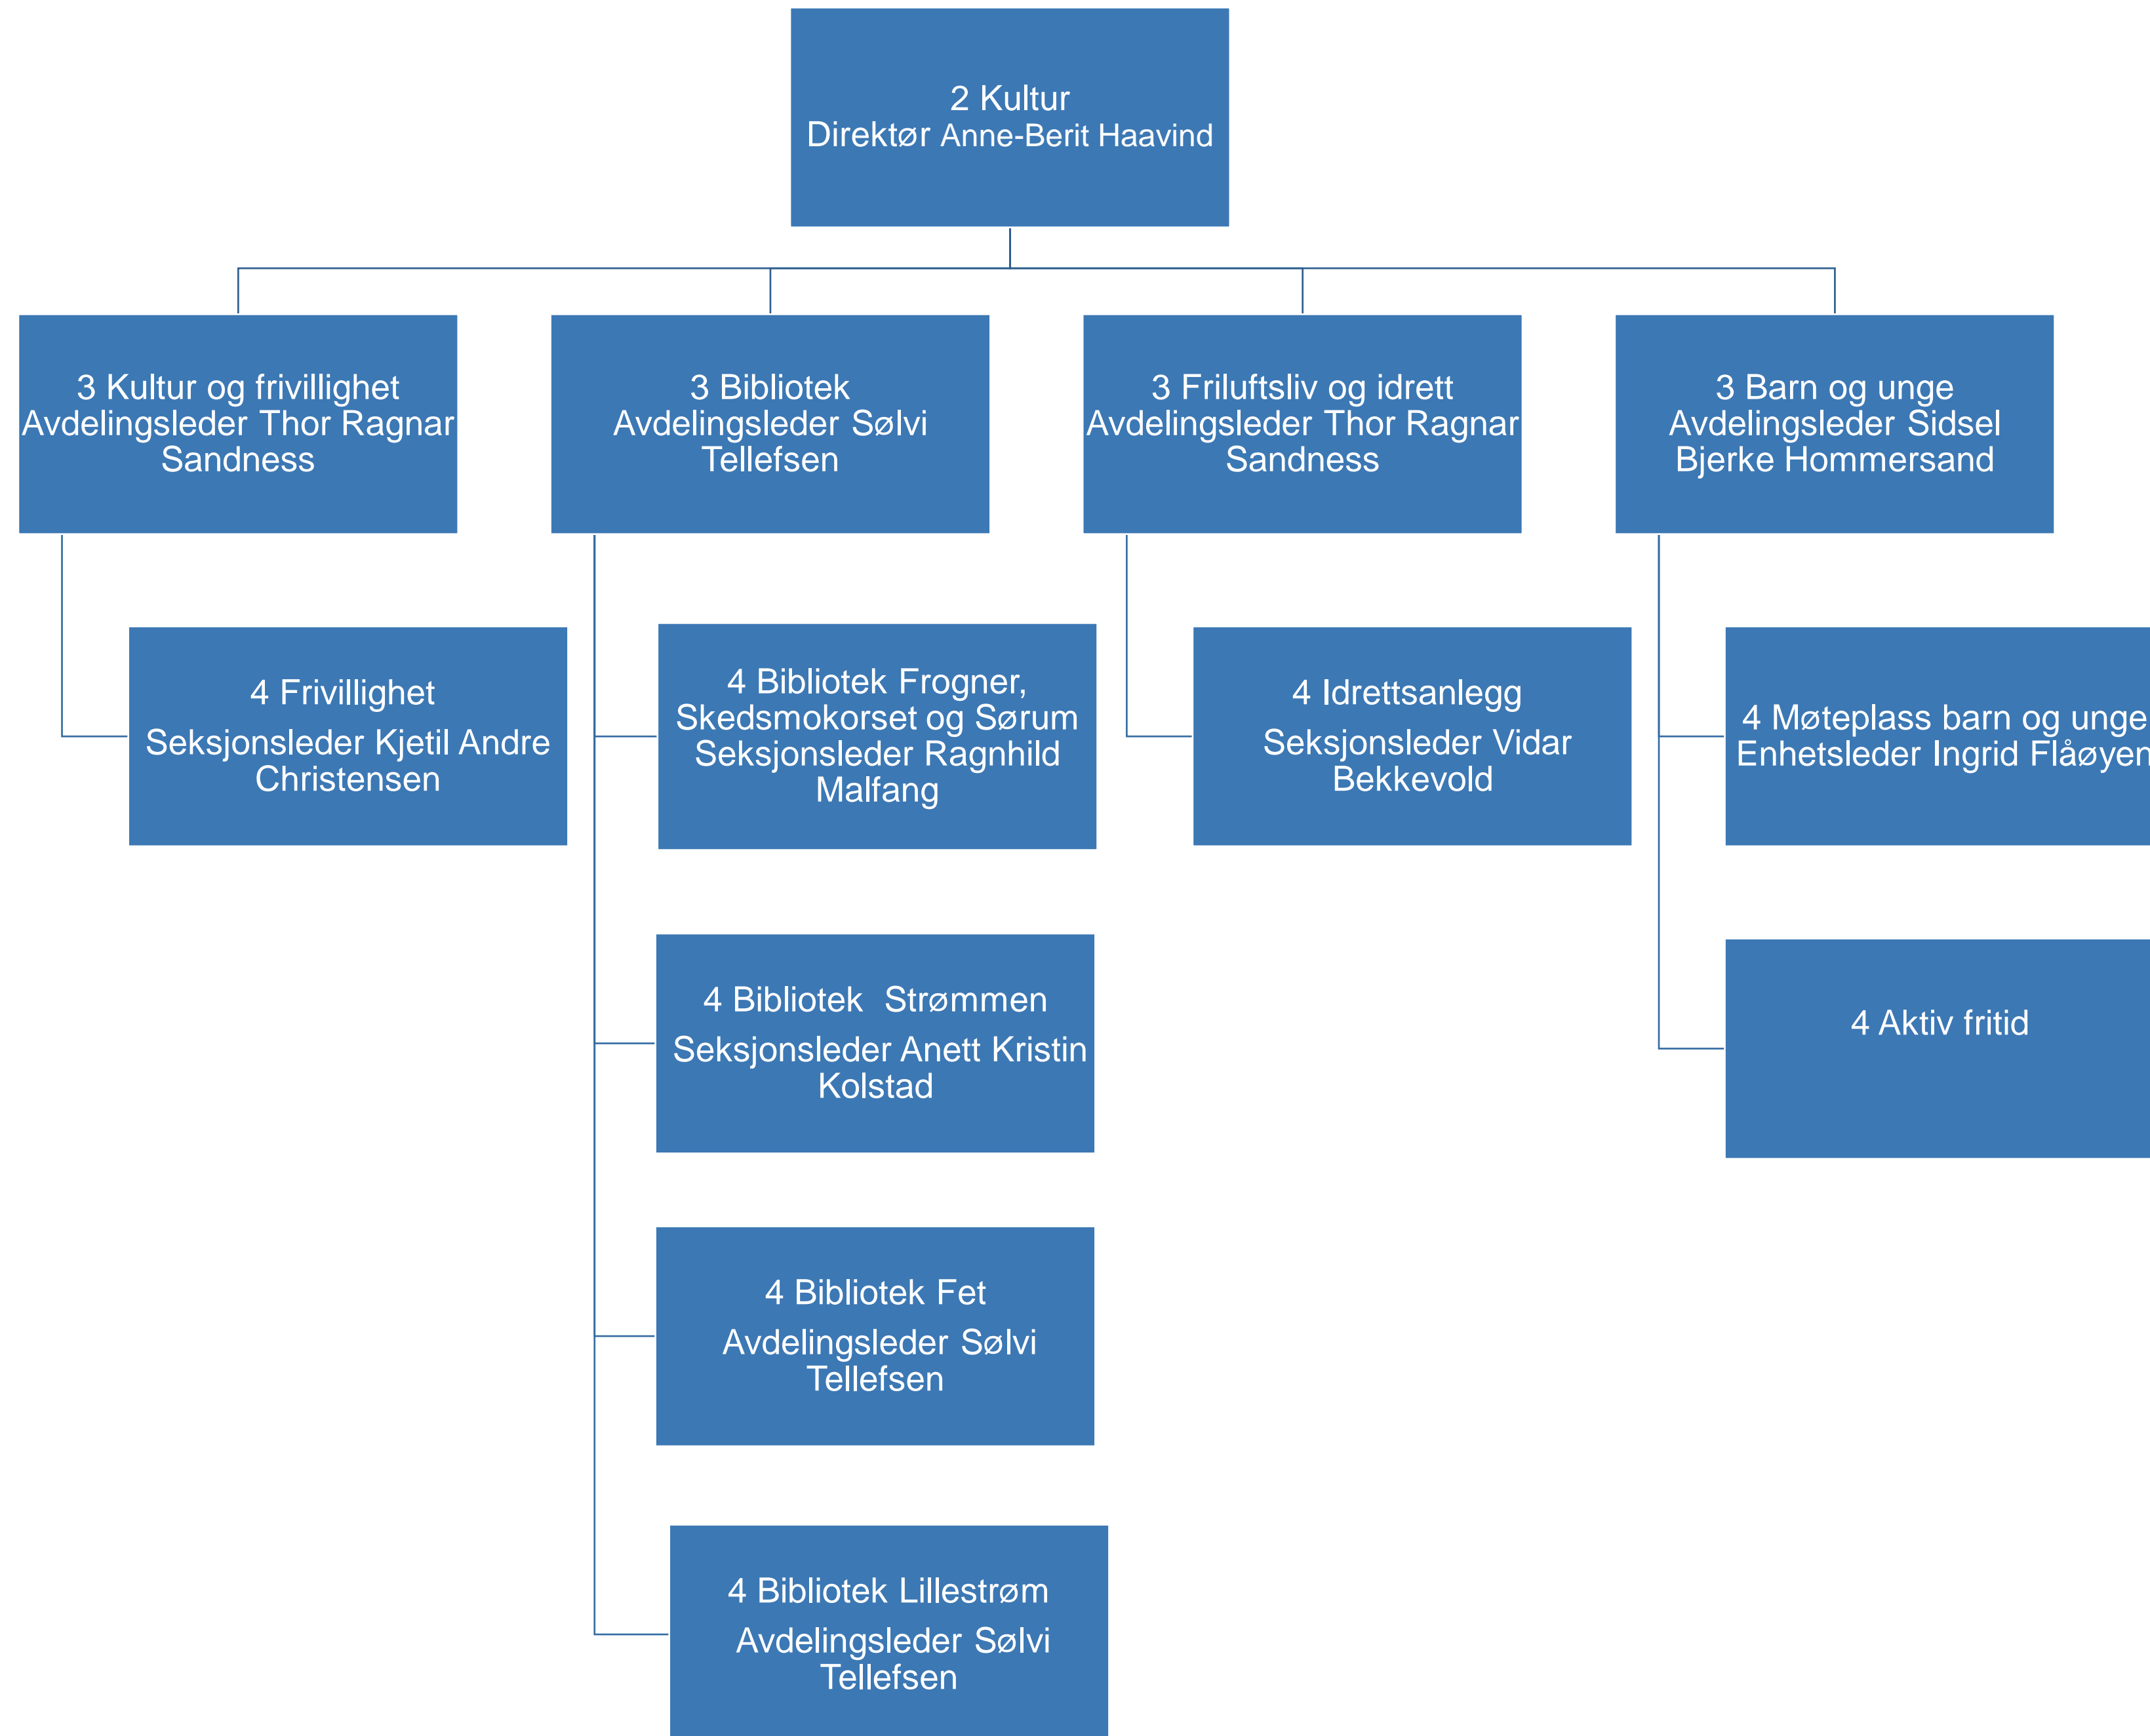 2 Kultur
Direktør Anne-Berit Haavind
3 Kultur og frivillighet
Avdelingsleder Thor Ragnar
Sandness
3 Bibliotek
Avdelingsleder Sølvi
Tellefsen
3 Friluftsliv og idrett
Avdelingsleder Thor Ragnar
Sandness
3 Barn og unge
Avdelingsleder Sidsel
Bjerke Hommersand
4 Frivillighet
Seksjonsleder Kjetil Andre
Christensen
4 Bibliotek Frogner,
Skedsmokorset og Sørum
Seksjonsleder Ragnhild
Malfang
4 Bibliotek  Strømmen
Seksjonsleder Anett Kristin
Kolstad
4 Bibliotek Fet
Avdelingsleder Sølvi
Tellefsen
4 Bibliotek Lillestrøm
Avdelingsleder Sølvi
Tellefsen
4 Idrettsanlegg
Seksjonsleder Vidar
Bekkevold
4 Møteplass barn og unge
Enhetsleder Ingrid Flåøyen
4 Aktiv fritid